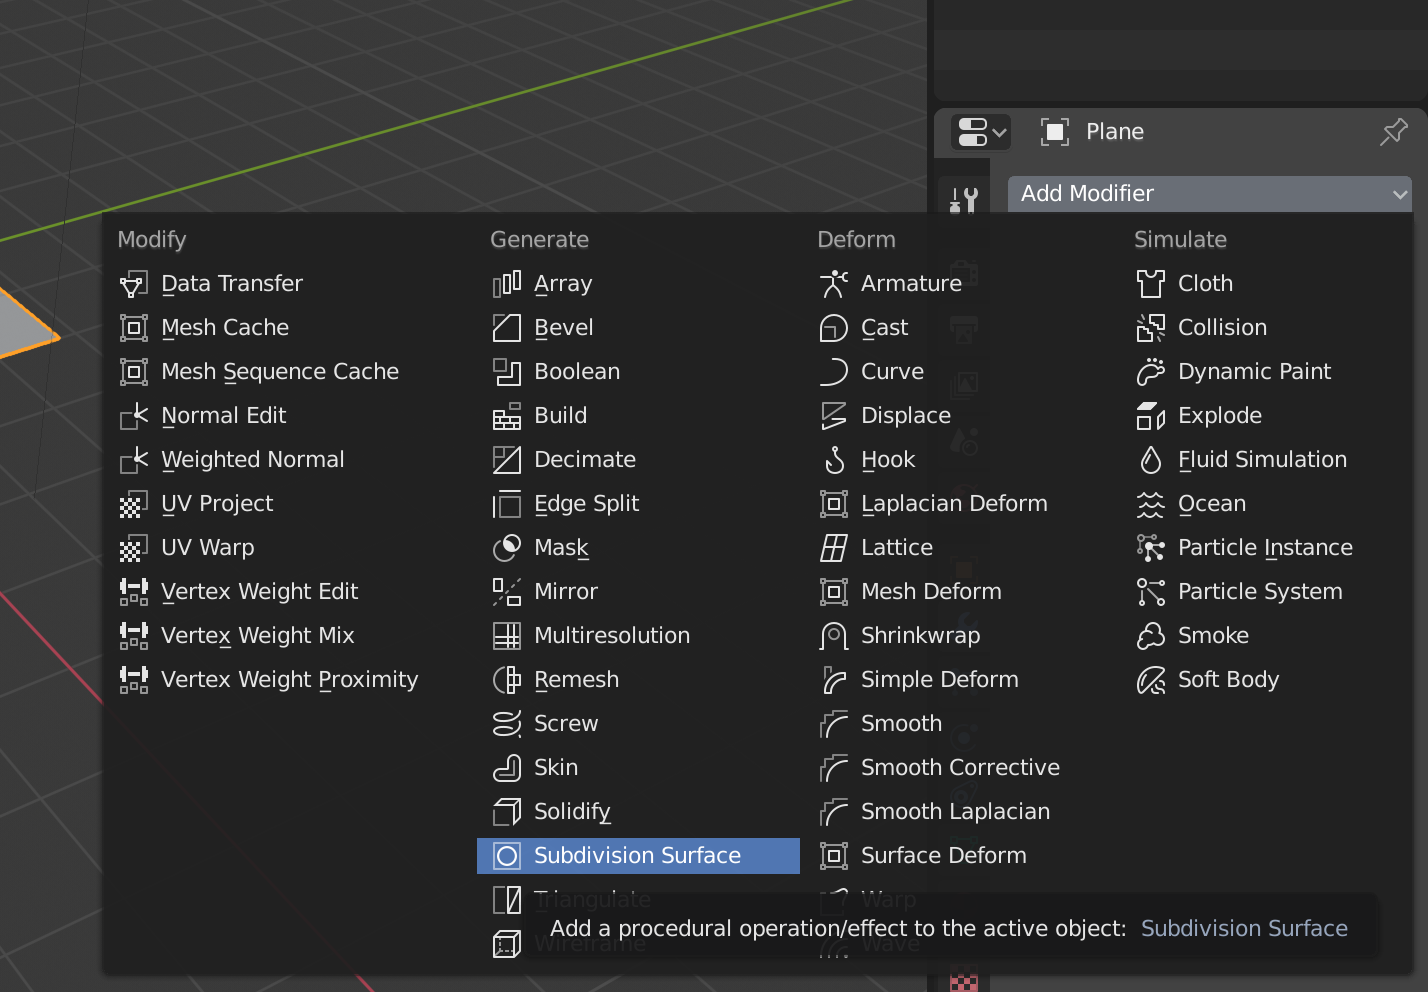 Plane
Add Modifier
Modify
Data Transfer
Mesh Cache
Mesh Sequence Cache
Normal Edit
Weighted Normal
UV Project
UV Warp
Vertex Weight Edit
Vertex Weight Mix
Vertex Weight Proximity
Generate
Array
Bevel
Boolean
Build
Decimate
Edge Split
Mask
Mirror
Multiresolution
Remesh
Screw
Skin
Solidify
Subdivision Surface
Triangulate
Wireframe
Deform
Armature
Cast
Curve
Displace
Hook
Laplacian Deform
Lattice
Mesh Deform
Shrinkwrap
Simple Deform
Smooth
Smooth Corrective
Smooth Laplacian
Surface Deform
Warp
Wave
Simulate
Cloth
Collision
Dynamic Paint
Explode
Fluid Simulation
Ocean
Particle Instance
Particle System
Smoke
Soft Body
Add a procedural operation/effect to the active object: Subdivision Surface